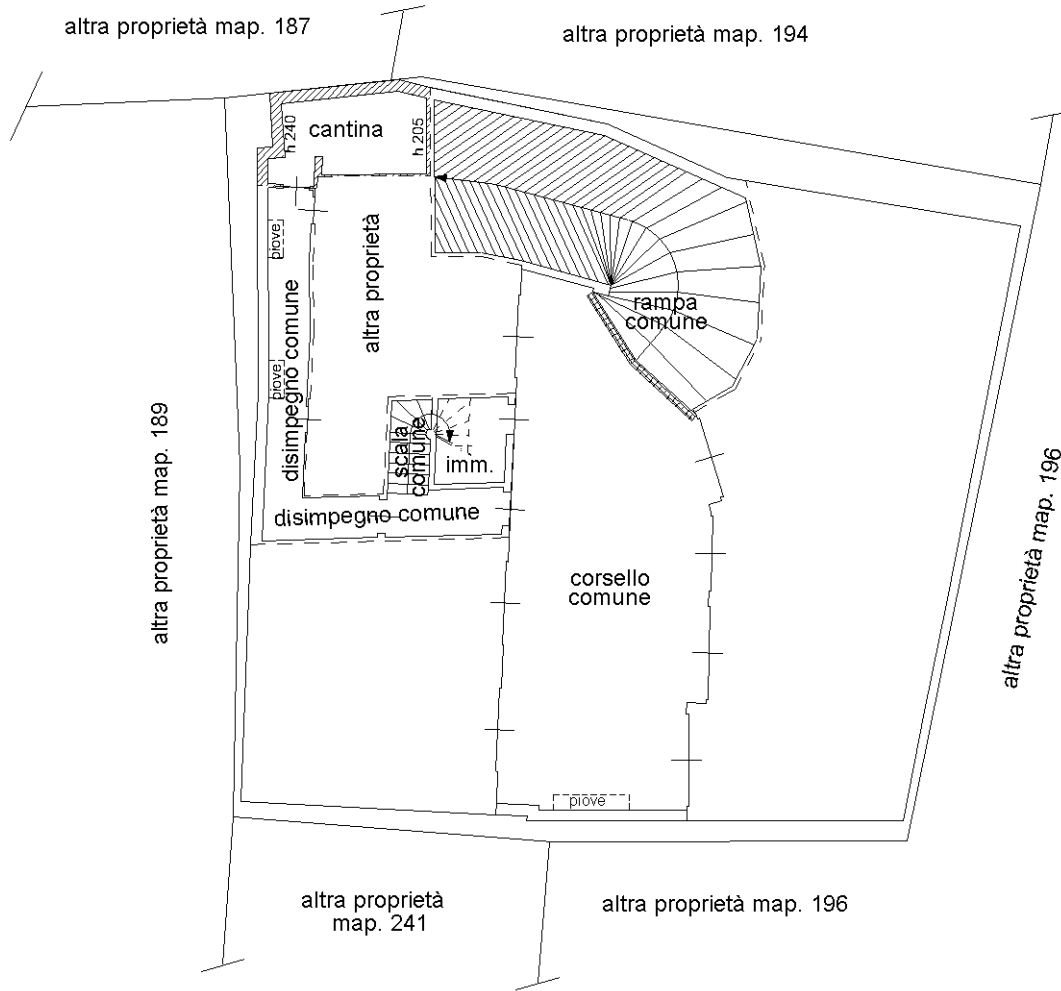 altra proprietà map. 187
altra proprietà map. 194
h 240
cantina
h 205
piove
altra proprietà
rampa
comune
disimpegno comune
piove
scala
comune
imm.
disimpegno comune
altra proprietà map. 189
corsello
comune
altra proprietà map. 196
piove
altra proprietà
map. 241
altra proprietà map. 196